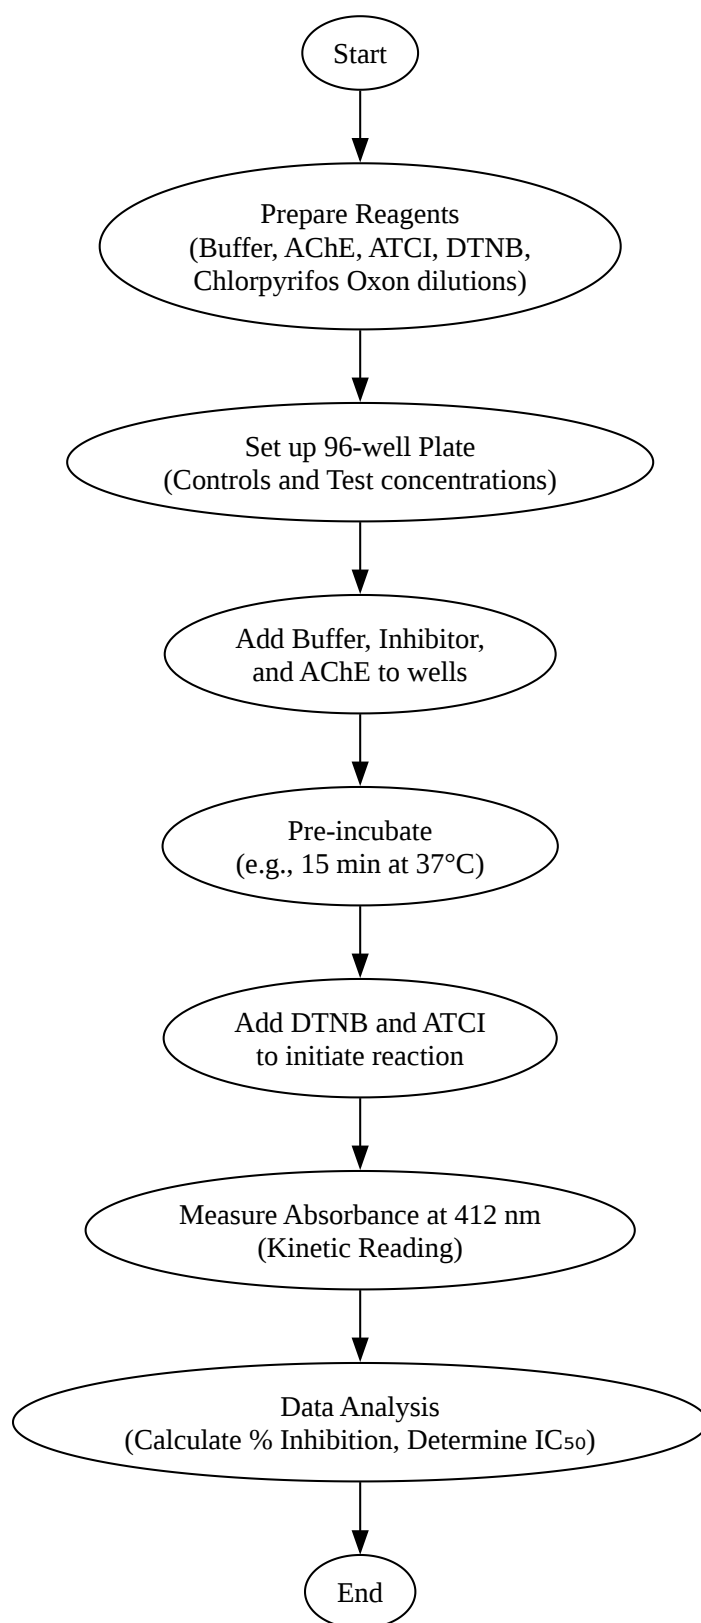 Start
Prepare Reagents
(Buffer, AChE, ATCI, DTNB,
Chlorpyrifos Oxon dilutions)
Set up 96-well Plate
(Controls and Test concentrations)
Add Buffer, Inhibitor,
and AChE to wells
Pre-incubate
(e.g., 15 min at 37°C)
Add DTNB and ATCI
to initiate reaction
Measure Absorbance at 412 nm
(Kinetic Reading)
Data Analysis
(Calculate % Inhibition, Determine IC₅₀)
End